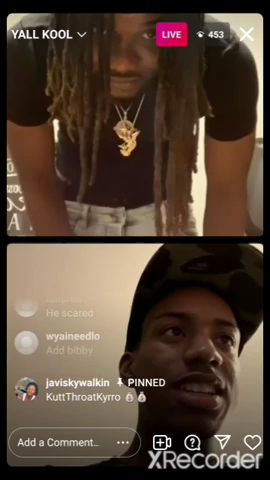 YALL KOOL
LIVE
453
He scared
wyaineedlo
Add bibby
javiskywalkin PINNED
KuttThroatKyrro 💰💰
Add a Comment...
XRecorder